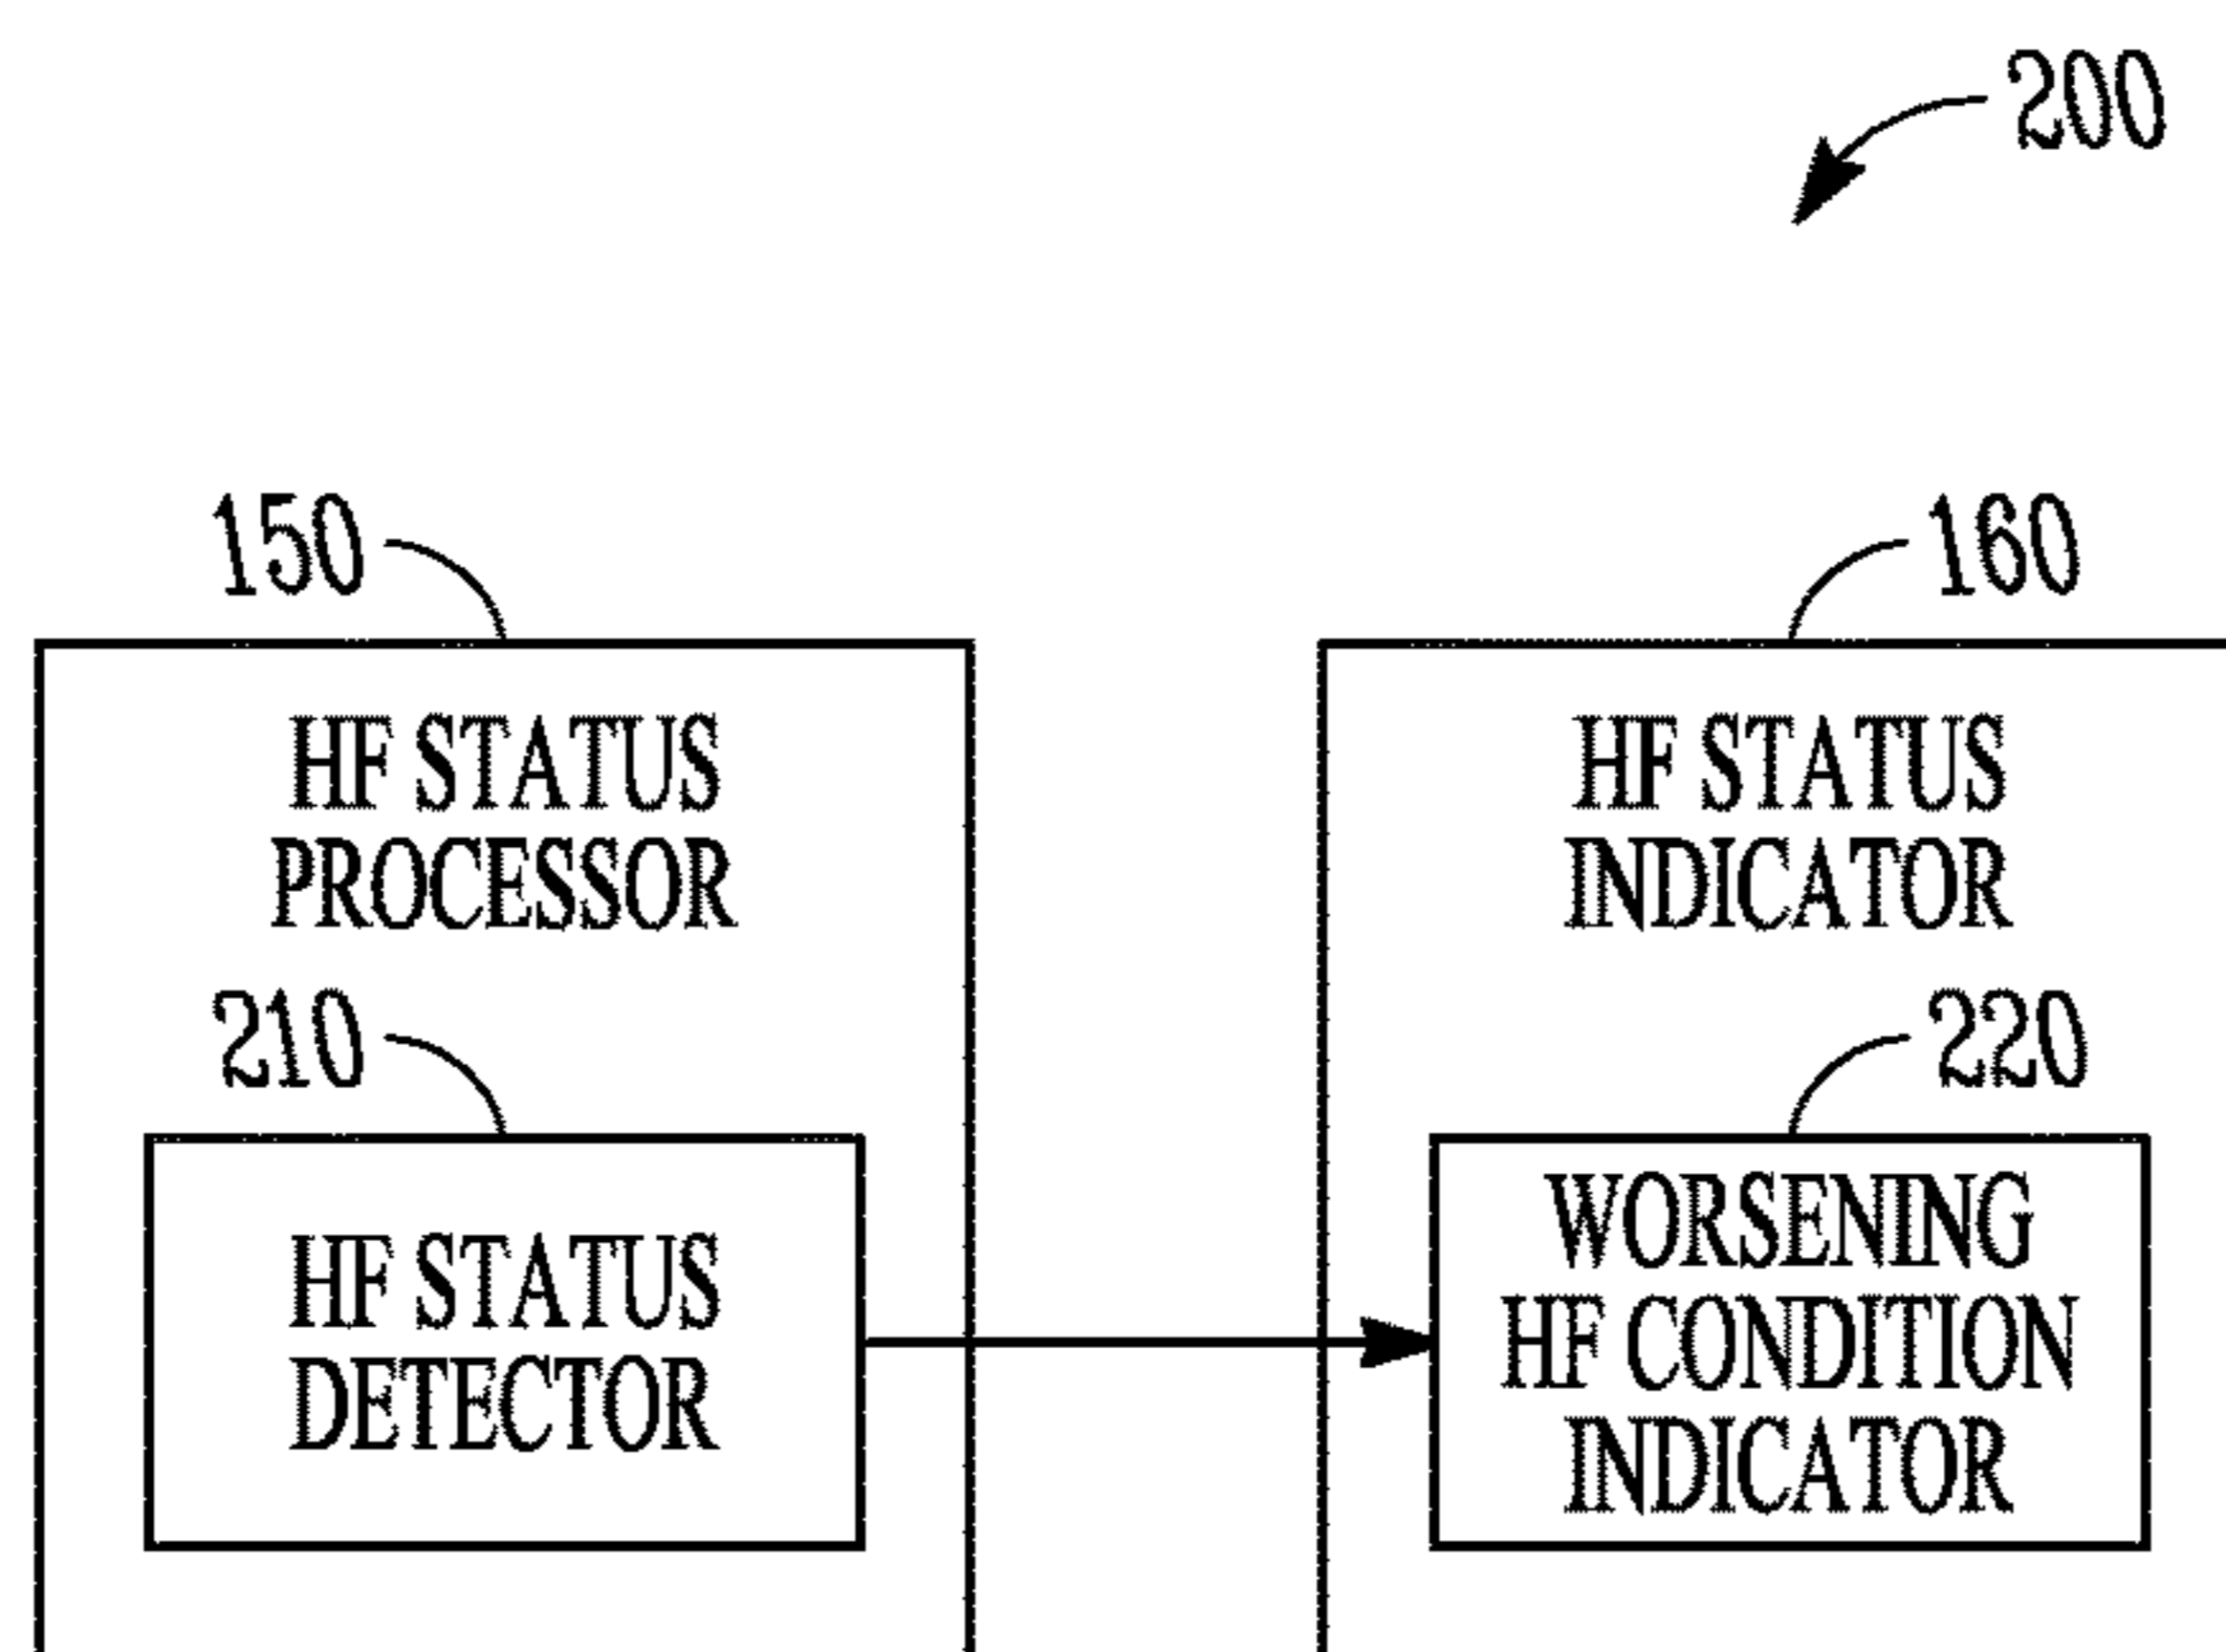 200
150
HF STATUS
PROCESSOR
210
HF STATUS
DETECTOR
160
HF STATUS
INDICATOR
220
WORSENING
HF CONDITION
INDICATOR